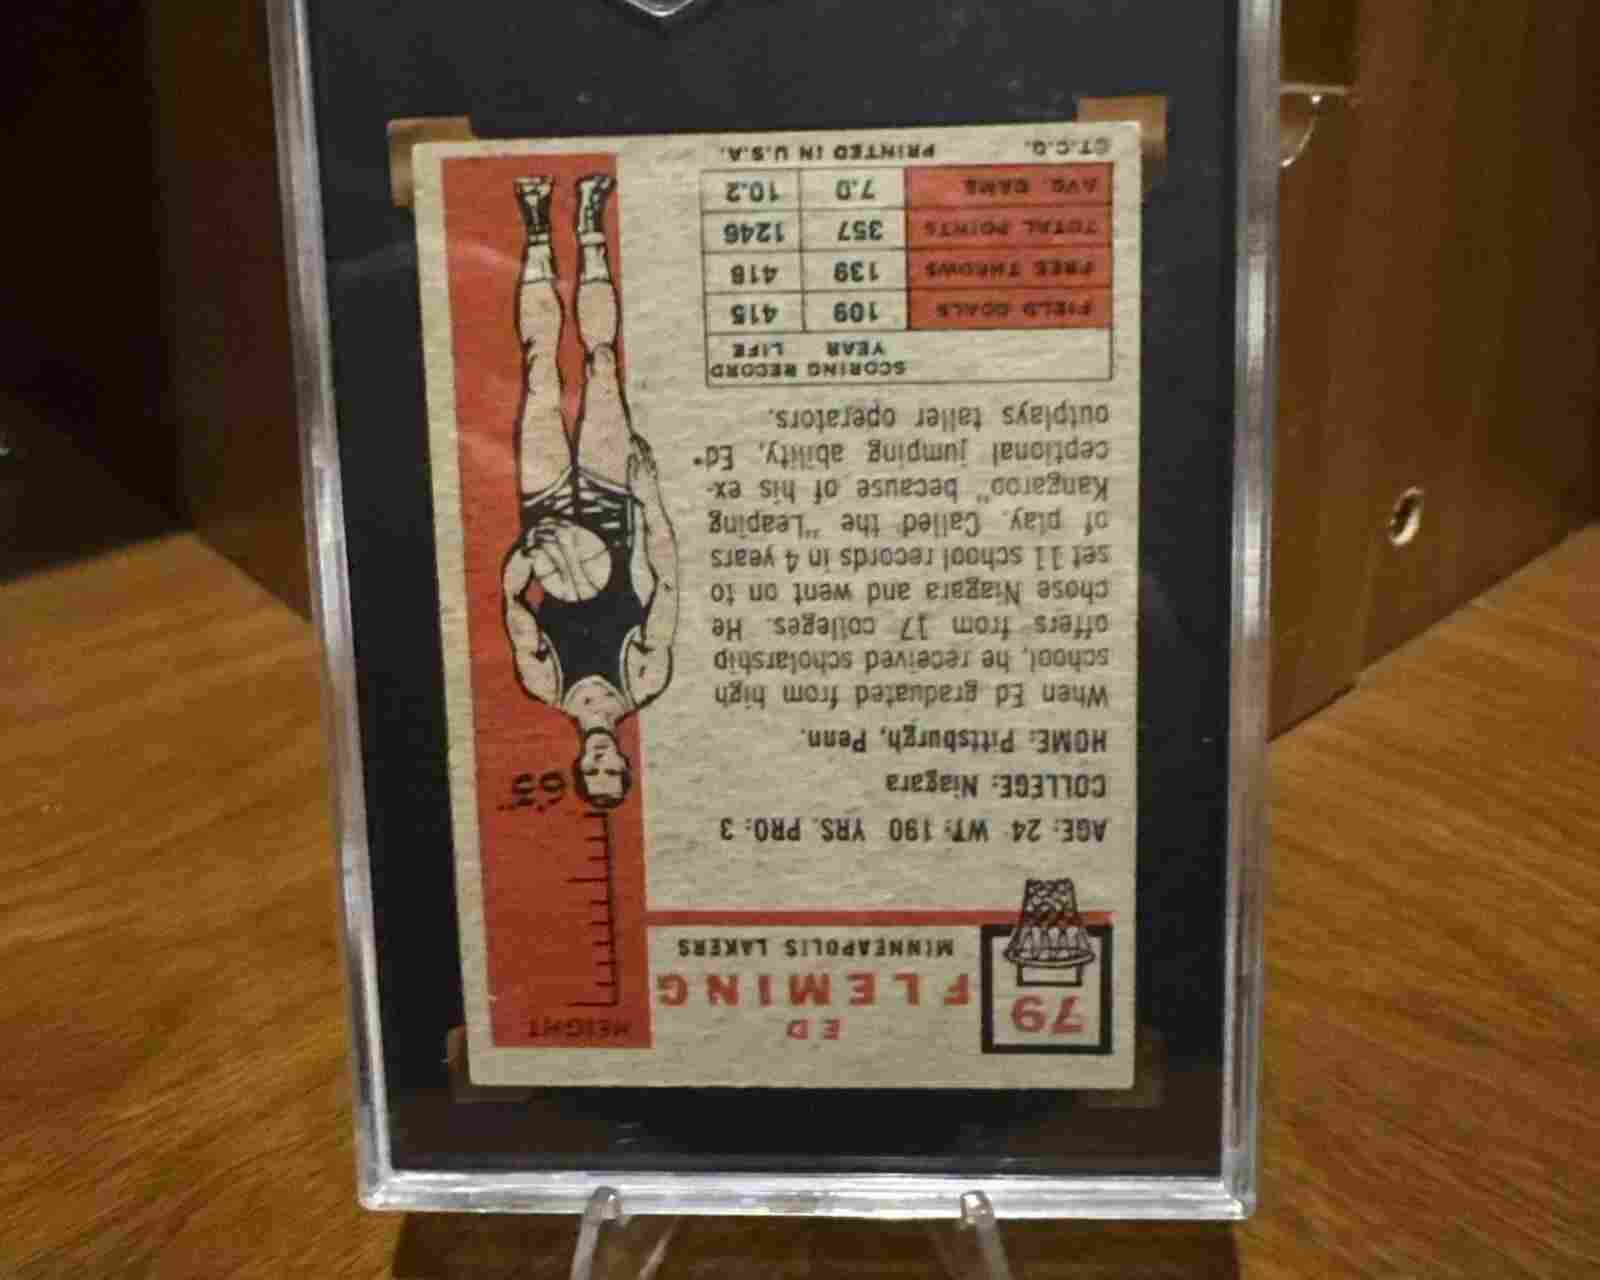 79
ED
FLEMING
MINNEAPOLIS LAKERS
HEIGHT
6'3"
AGE: 24 WT: 190 YRS. PRO: 3
COLLEGE: Niagara
HOME: Pittsburgh, Penn.
When Ed graduated from high
school, he received scholarship
offers from 17 colleges. He
chose Niagara and went on to
set 11 school records in 4 years
of play. Called the "Leaping
Kangaroo" because of his ex-
ceptional jumping ability, Ed
outplays taller operators.
SCORING RECORD
YEAR LIFE
FIELD GOALS 109 415
FREE THROWS 139 416
TOTAL POINTS 357 1246
AVG. GAME 7.0 10.2
©T.C.G. PRINTED IN U.S.A.